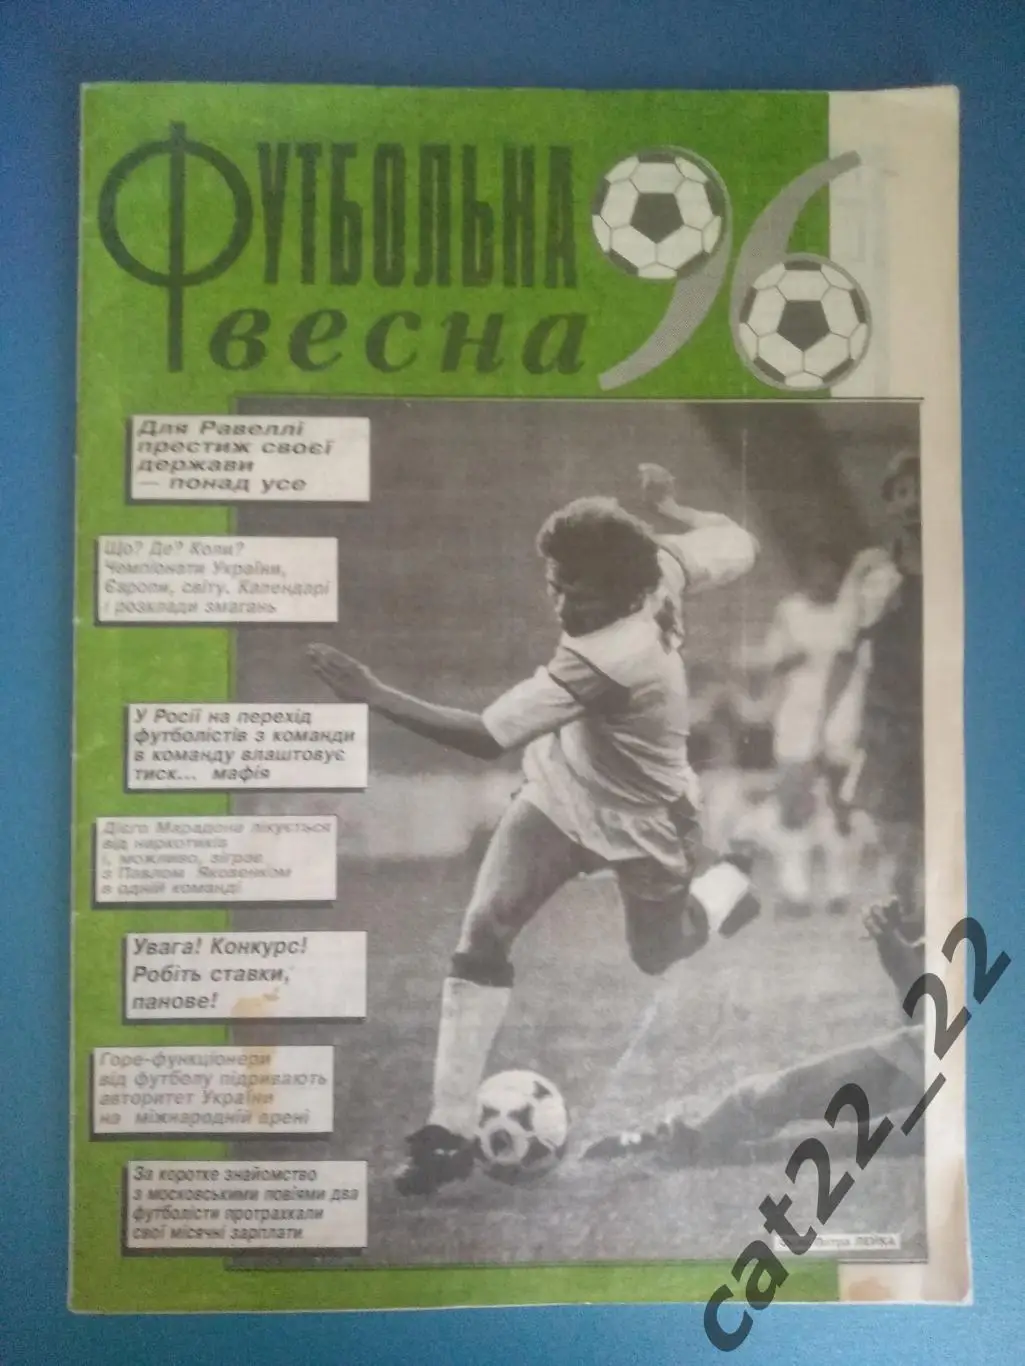 ФУТБОЛЬНА 96
весна
Для Равеллі
престиж своєї
держави
— понад усе
Що? Де? Коли?
Чемпіонати України,
Європи, світу. Календарі
і розклади змагань
У Росії на перехід
футболістів з команди
в команду влаштовує
тиск... мафія
Дієго Марадона лікується
від наркотиків
і, можливо, зіграє
з Павлом Яковенком
в одній команді
Увага! Конкурс!
Робіть ставки,
панове!
Горе-функціонери
від футболу підривають
авторитет України
на міжнародній арені
За коротке знайомство
з московськими повіями два
футболісти протрахкали
свої місячні зарплати
ЛЕЙКА
cat22_22